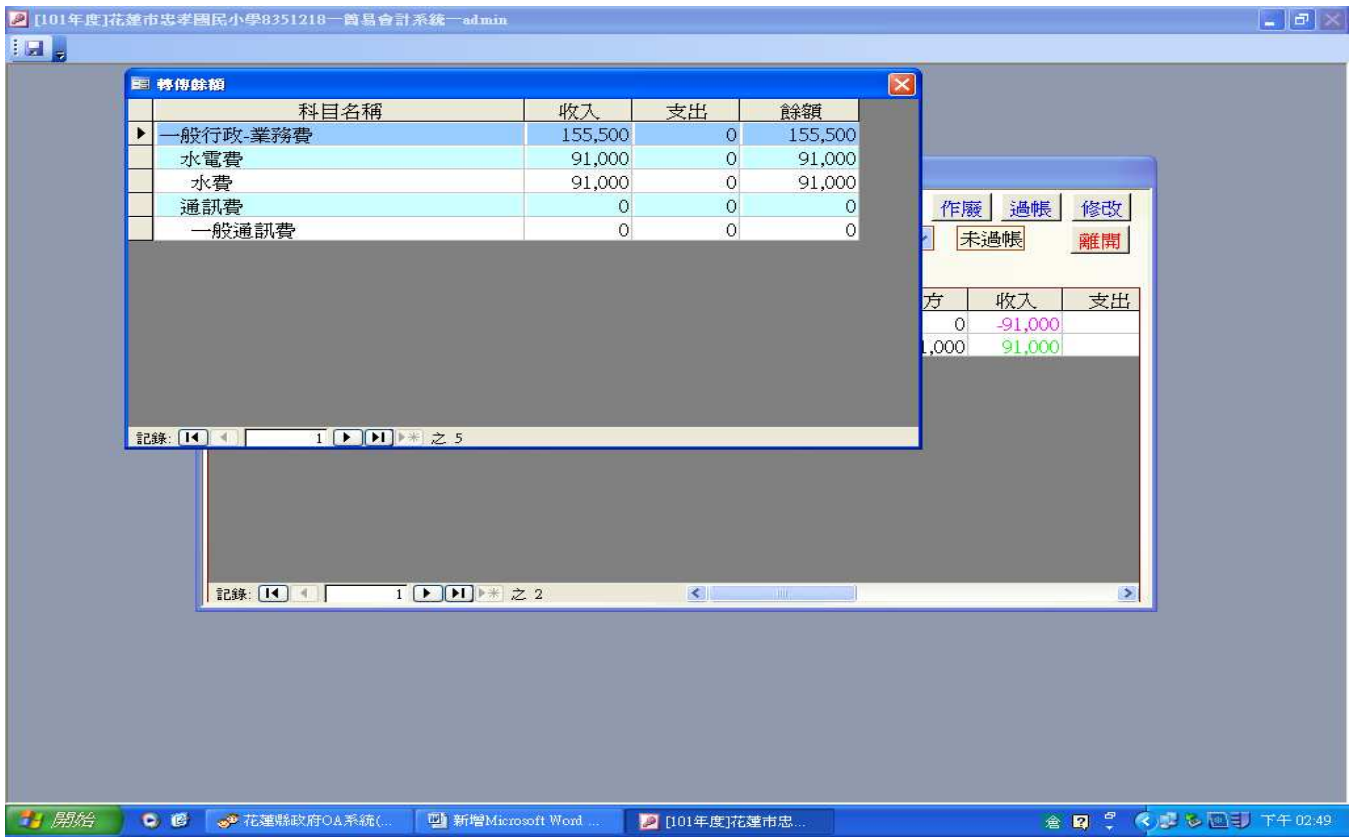 [101年度]花蓮市忠孝國民小學8351218—簡易會計系統—admin
轉傳餘額
科目名稱 收入 支出 餘額
一般行政-業務費 155,500 0 155,500
水電費 91,000 0 91,000
水費 91,000 0 91,000
通訊費 0 0 0
一般通訊費 0 0 0
記錄: 1 之 5
作廢 過帳 修改
未過帳 離開
方 收入 支出
0 -91,000
1,000 91,000
記錄: 1 之 2
開始 花蓮縣政府OA系統(... 新增Microsoft Word ... [101年度]花蓮市忠... 倉 下午 02:49